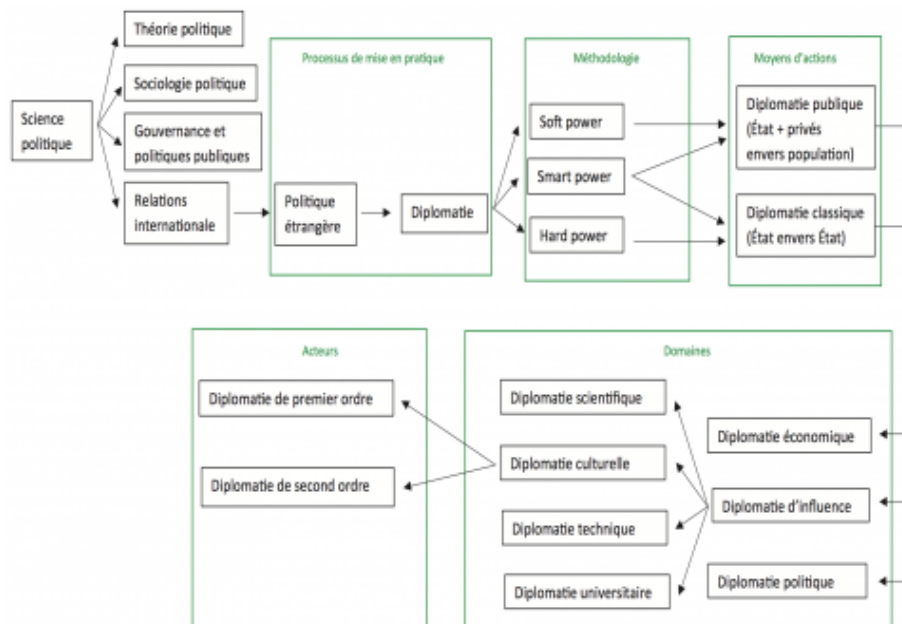 Théorie politique
Sociologie politique
Science
politique
Gouvernance et
politiques publiques
Relations
internationale
Processus de mise en pratique
Politique
étrangère
Diplomatie
Méthodologie
Soft power
Smart power
Hard power
Moyens d'actions
Diplomatie publique
(État + privés
envers population)
Diplomatie classique
(État envers État)
Acteurs
Diplomatie de premier ordre
Diplomatie de second ordre
Domaines
Diplomatie scientifique
Diplomatie culturelle
Diplomatie technique
Diplomatie universitaire
Diplomatie économique
Diplomatie d'influence
Diplomatie politique